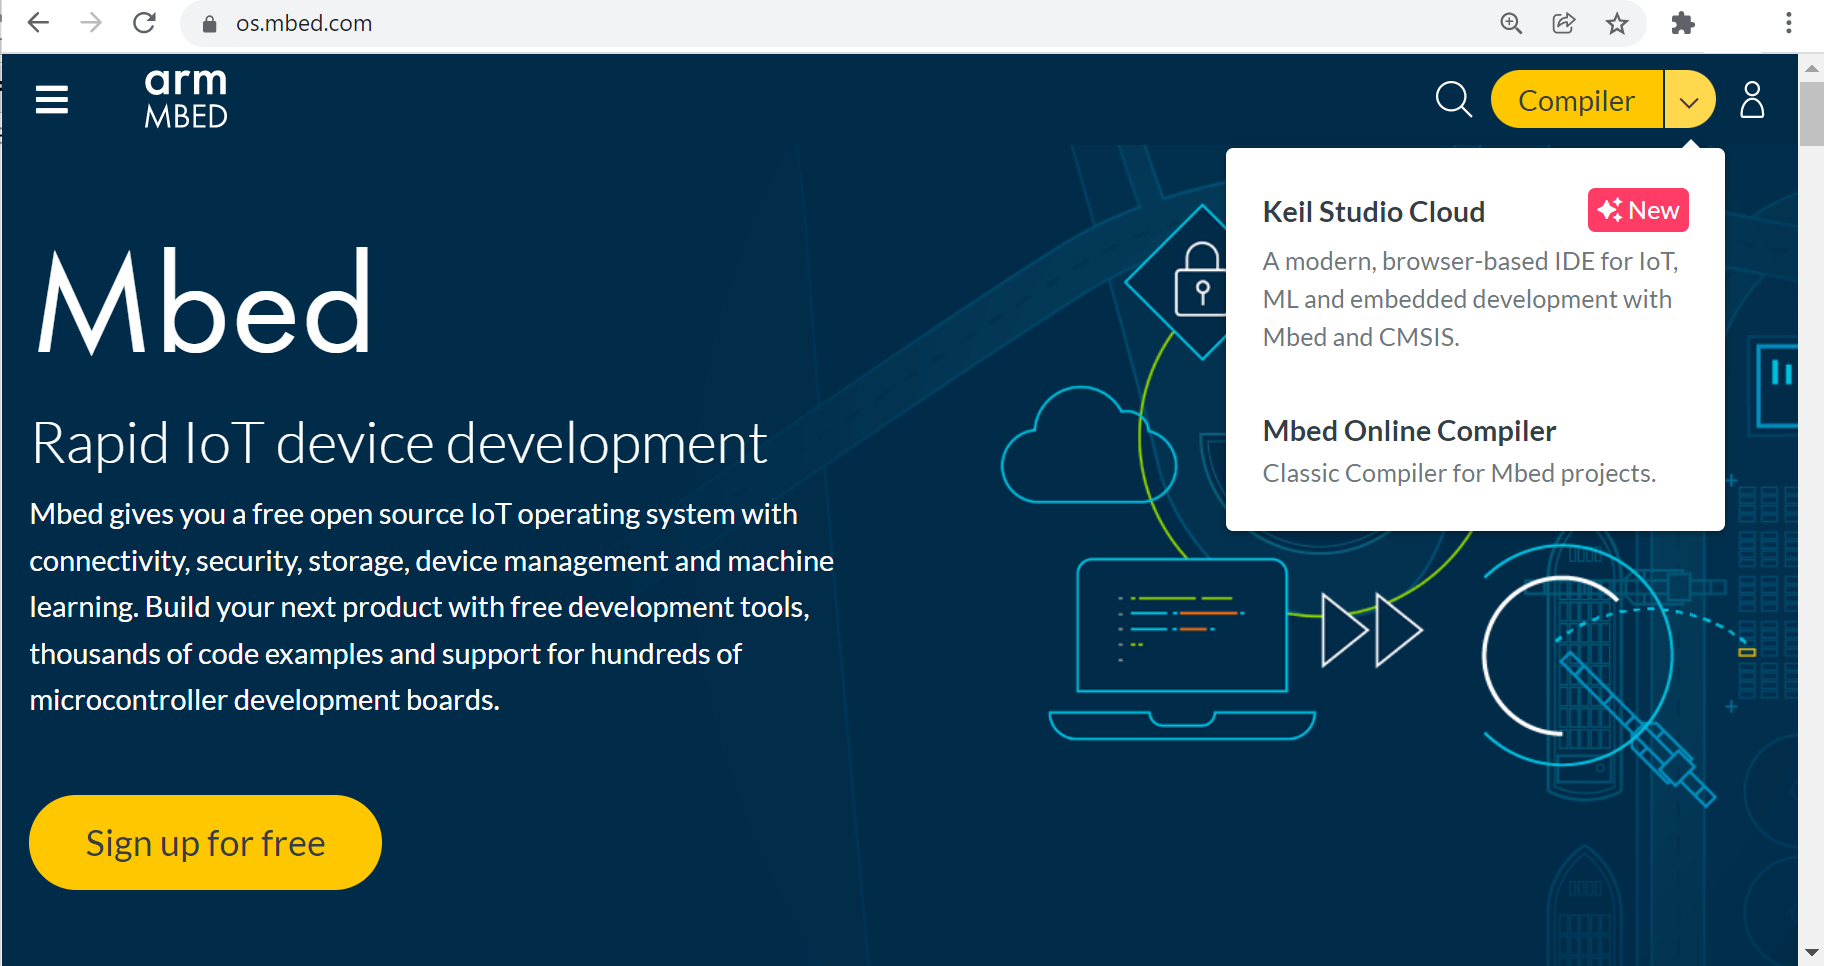 os.mbed.com
arm
MBED
Compiler
Keil Studio Cloud
New
A modern, browser-based IDE for IoT,
ML and embedded development with
Mbed and CMSIS.
Mbed Online Compiler
Classic Compiler for Mbed projects.
Mbed
Rapid IoT device development
Mbed gives you a free open source IoT operating system with
connectivity, security, storage, device management and machine
learning. Build your next product with free development tools,
thousands of code examples and support for hundreds of
microcontroller development boards.
Sign up for free